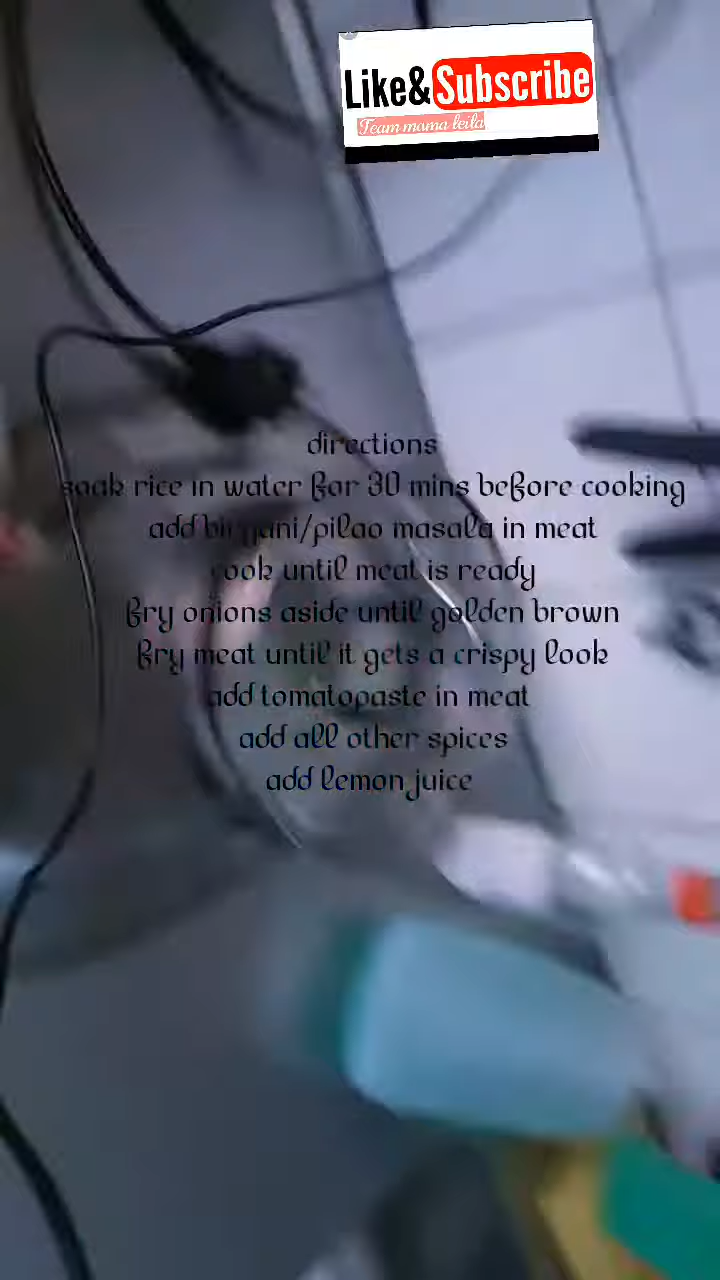 Like& Subscribe
Team mama leila
directions
soak rice in water for 30 mins before cooking
add biryani/pilao masala in meat
cook until meat is ready
fry onions aside until golden brown
fry meat until it gets a crispy look
add tomatopaste in meat
add all other spices
add lemon juice